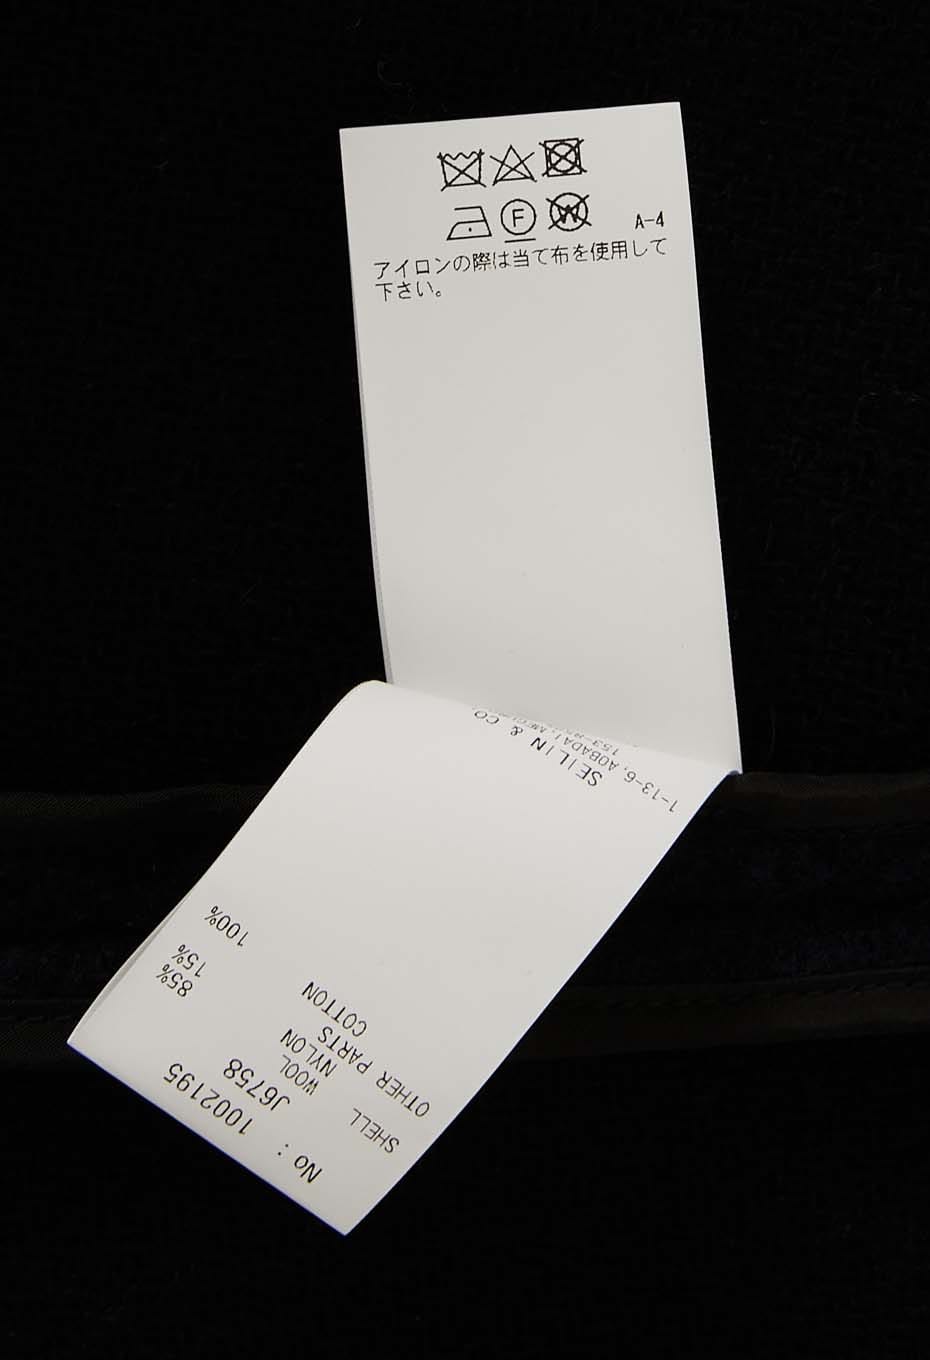 A-4
アイロンの際は当て布を使用して
下さい。
No : 1002195
J6758
SHELL
WOOL 85%
NYLON 15%
OTHER PARTS
COTTON 100%
SEILIN & CO.
1-13-6, AOBADAI,